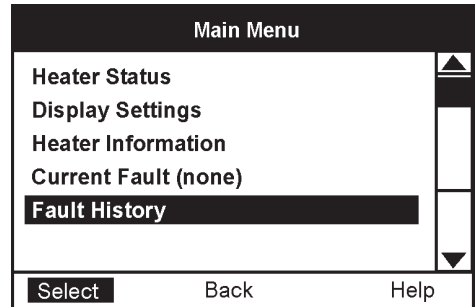 Main Menu
Heater Status
Display Settings
Heater Information
Current Fault (none)
Fault History
Select Back Help